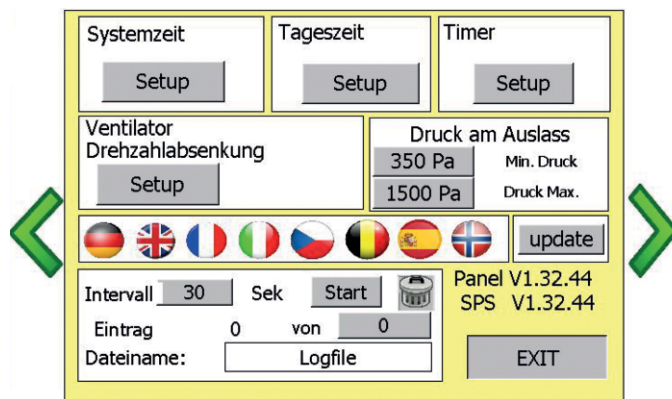 Systemzeit
Setup
Tageszeit
Setup
Timer
Setup
Ventilator
Drehzahlabsenkung
Setup
Druck am Auslass
350 Pa Min. Druck
1500 Pa Druck Max.
update
Intervall 30 Sek Start
Eintrag 0 von 0
Dateiname: Logfile
Panel V1.32.44
SPS V1.32.44
EXIT